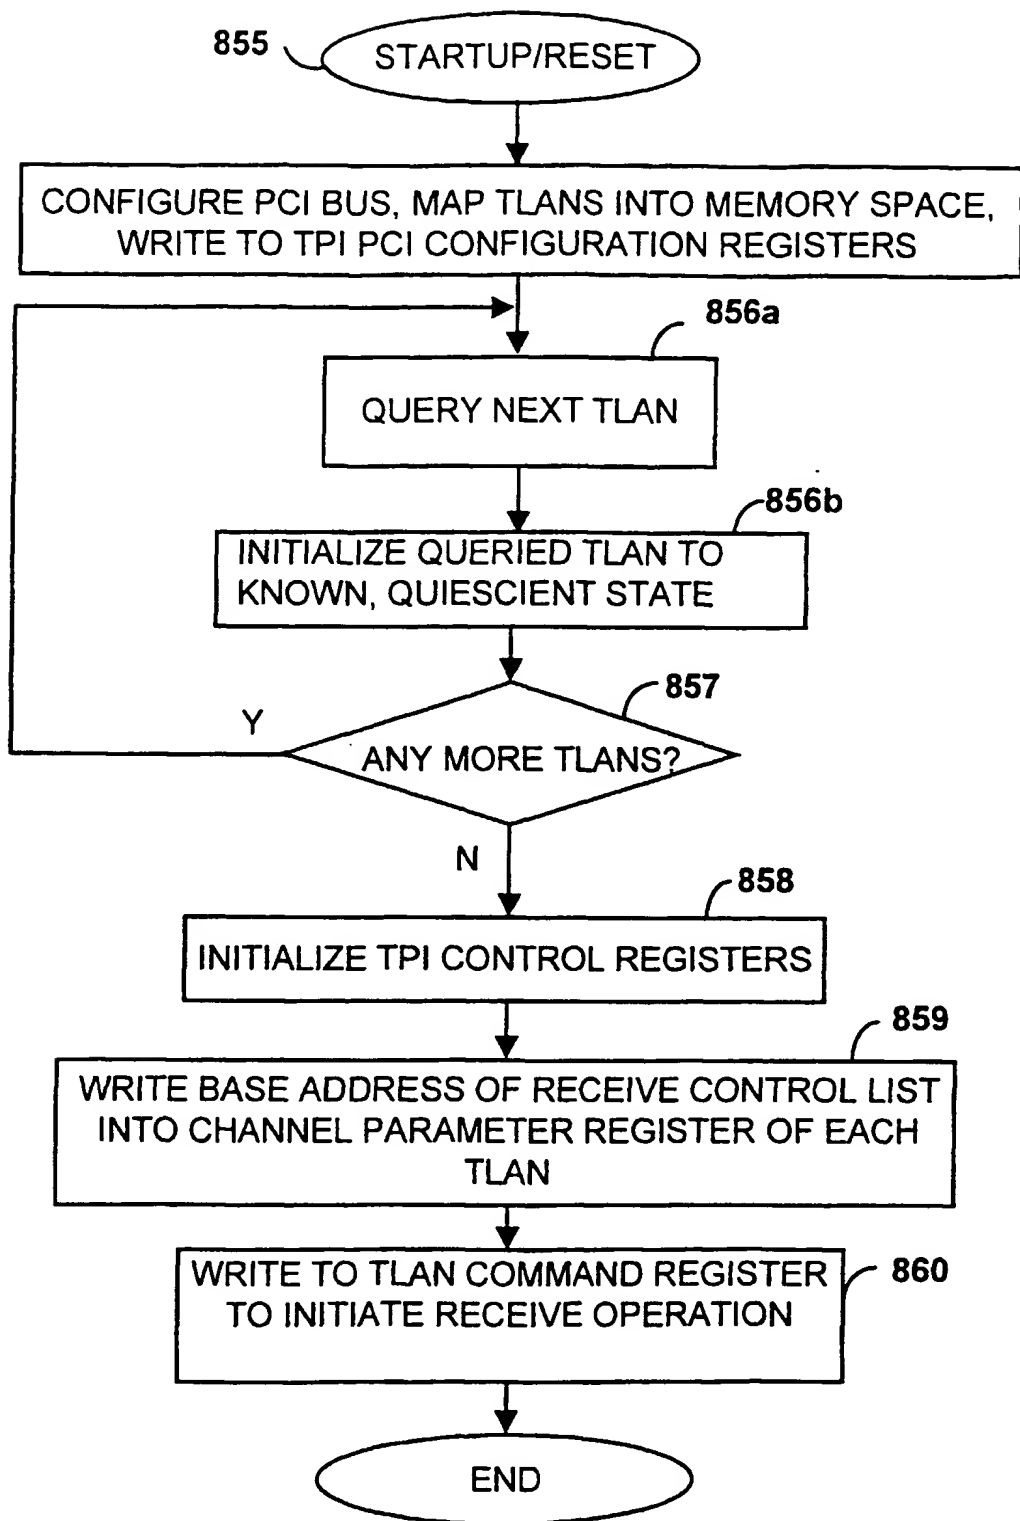 855
STARTUP/RESET
CONFIGURE PCI BUS, MAP TLANS INTO MEMORY SPACE,
WRITE TO TPI PCI CONFIGURATION REGISTERS
856a
QUERY NEXT TLAN
856b
INITIALIZE QUERIED TLAN TO
KNOWN, QUIESCIENT STATE
857
Y
ANY MORE TLANS?
N
858
INITIALIZE TPI CONTROL REGISTERS
859
WRITE BASE ADDRESS OF RECEIVE CONTROL LIST
INTO CHANNEL PARAMETER REGISTER OF EACH
TLAN
WRITE TO TLAN COMMAND REGISTER
860
TO INITIATE RECEIVE OPERATION
END